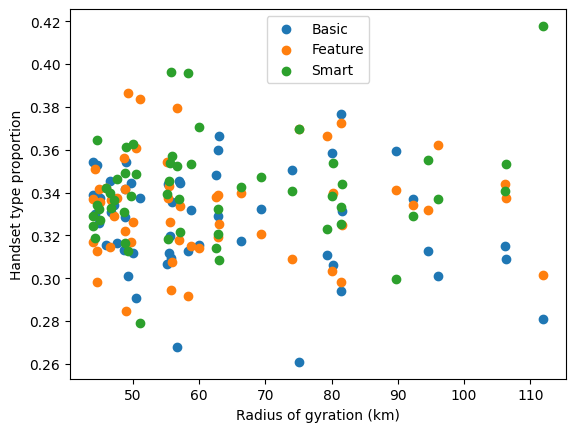 Basic
Feature
Smart
0.42
0.40
0.38
0.36
0.34
0.32
0.30
0.28
0.26
Handset type proportion
50 60 70 80 90 100 110
Radius of gyration (km)